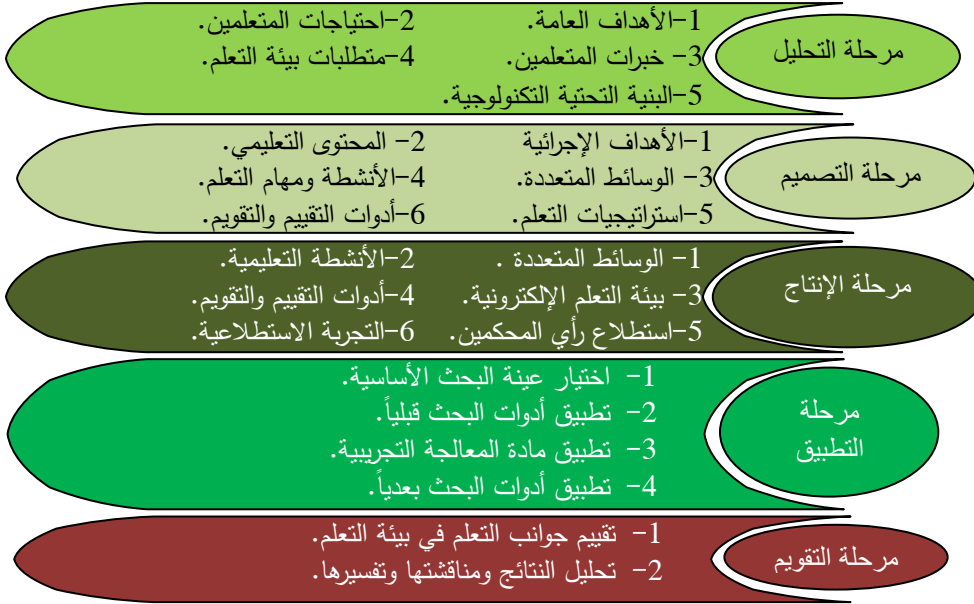 مرحلة التحليل
1-الأهداف العامة. 2-احتياجات المتعلمين.
3- خبرات المتعلمين. 4-متطلبات بيئة التعلم.
5-البنية التحتية التكنولوجية.
مرحلة التصميم
1-الأهداف الإجرائية 2- المحتوى التعليمي.
3- الوسائط المتعددة. 4-الأنشطة ومهام التعلم.
5-استراتيجيات التعلم. 6-أدوات التقييم والتقويم.
مرحلة الإنتاج
1- الوسائط المتعددة . 2-الأنشطة التعليمية.
3- بيئة التعلم الإلكترونية. 4-أدوات التقييم والتقويم.
5-استطلاع رأي المحكمين. 6-التجربة الاستطلاعية.
مرحلة
التطبيق
1- اختيار عينة البحث الأساسية.
2- تطبيق أدوات البحث قبلياً.
3- تطبيق مادة المعالجة التجريبية.
4- تطبيق أدوات البحث بعدياً.
مرحلة التقويم
1- تقييم جوانب التعلم في بيئة التعلم.
2- تحليل النتائج ومناقشتها وتفسيرها.